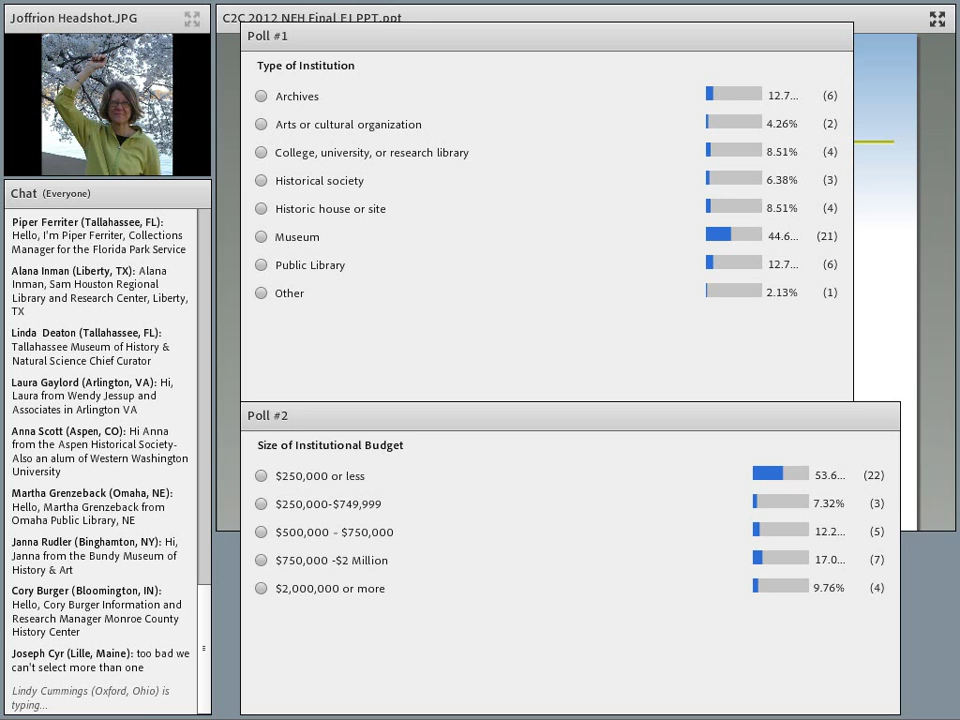 Joffrion Headshot.JPG
Chat (Everyone)
Piper Ferriter (Tallahassee, FL):
Hello, I'm Piper Ferriter, Collections
Manager for the Florida Park Service
Alana Inman (Liberty, TX): Alana
Inman, Sam Houston Regional
Library and Research Center, Liberty,
TX
Linda Deaton (Tallahassee, FL):
Tallahassee Museum of History &
Natural Science Chief Curator
Laura Gaylord (Arlington, VA): Hi,
Laura from Wendy Jessup and
Associates in Arlington VA
Anna Scott (Aspen, CO): Hi Anna
from the Aspen Historical Society-
Also an alum of Western Washington
University
Martha Grenzeback (Omaha, NE):
Hello, Martha Grenzeback from
Omaha Public Library, NE
Janna Rudler (Binghamton, NY): Hi,
Janna from the Bundy Museum of
History & Art
Cory Burger (Bloomington, IN):
Hello, Cory Burger Information and
Research Manager Monroe County
History Center
Joseph Cyr (Lille, Maine): too bad we
can't select more than one
Lindy Cummings (Oxford, Ohio) is
typing...
C2C 2012 NEH Final EJ PPT.ppt
Poll #1
Type of Institution
Archives 12.7... (6)
Arts or cultural organization 4.26% (2)
College, university, or research library 8.51% (4)
Historical society 6.38% (3)
Historic house or site 8.51% (4)
Museum 44.6... (21)
Public Library 12.7... (6)
Other 2.13% (1)
Poll #2
Size of Institutional Budget
$250,000 or less 53.6... (22)
$250,000-$749,999 7.32% (3)
$500,000 - $750,000 12.2... (5)
$750,000 -$2 Million 17.0... (7)
$2,000,000 or more 9.76% (4)